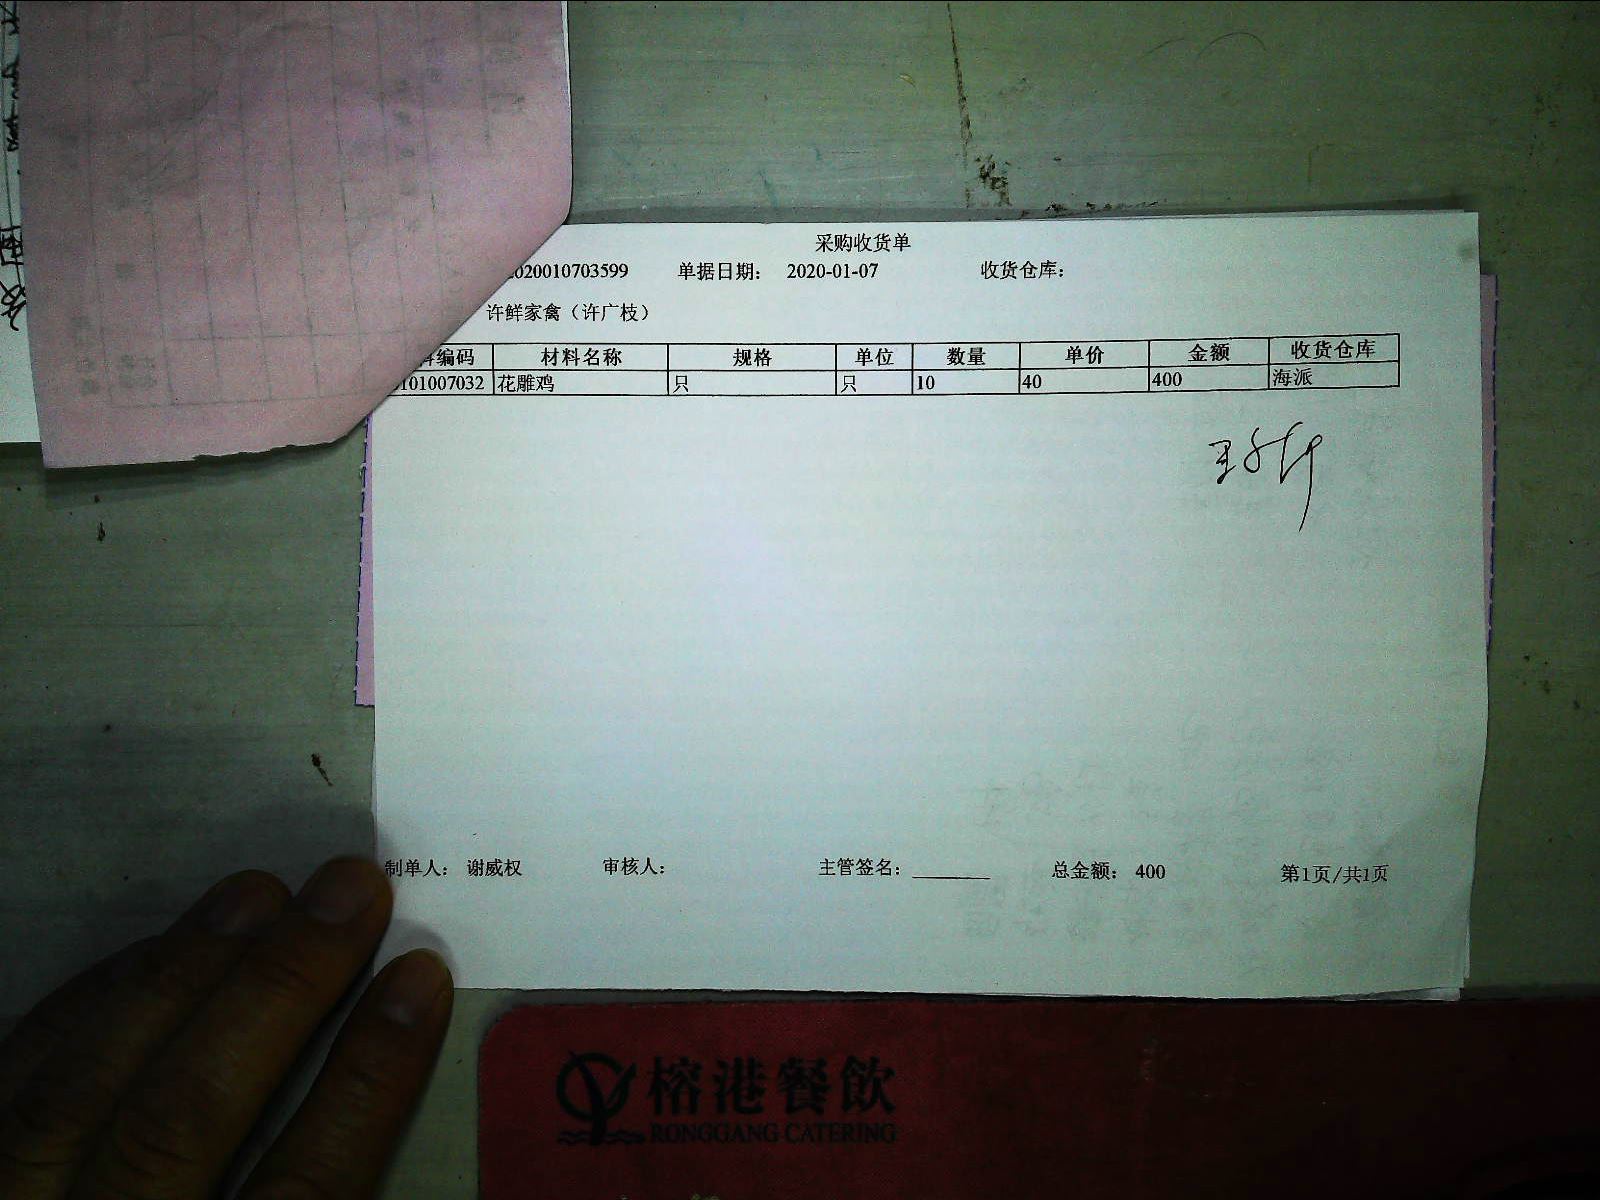 采购收货单
2020010703599 单据日期： 2020-01-07 收货仓库：
许鲜家禽（许广枝）
编码 材料名称 规格 单位 数量 单价 金额 收货仓库
101007032 花雕鸡 只 只 10 40 400 海派
制单人： 谢威权 审核人： 主管签名： 总金额： 400 第1页/共1页
榕港餐飲
RONGGANG CATERING